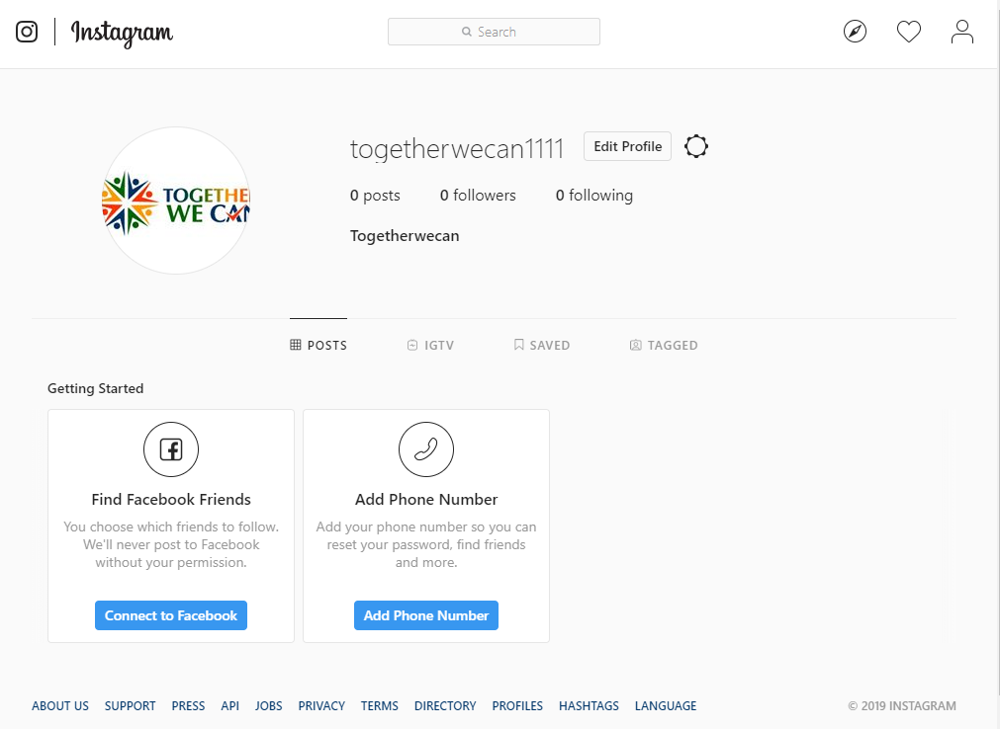 Instagram
Search
togetherwecan1111 Edit Profile
0 posts 0 followers 0 following
Togetherwecan
TOGETHE
WE CAN
POSTS IGTV SAVED TAGGED
Getting Started
Find Facebook Friends
You choose which friends to follow.
We'll never post to Facebook
without your permission.
Connect to Facebook
Add Phone Number
Add your phone number so you can
reset your password, find friends
and more.
Add Phone Number
ABOUT US SUPPORT PRESS API JOBS PRIVACY TERMS DIRECTORY PROFILES HASHTAGS LANGUAGE © 2019 INSTAGRAM